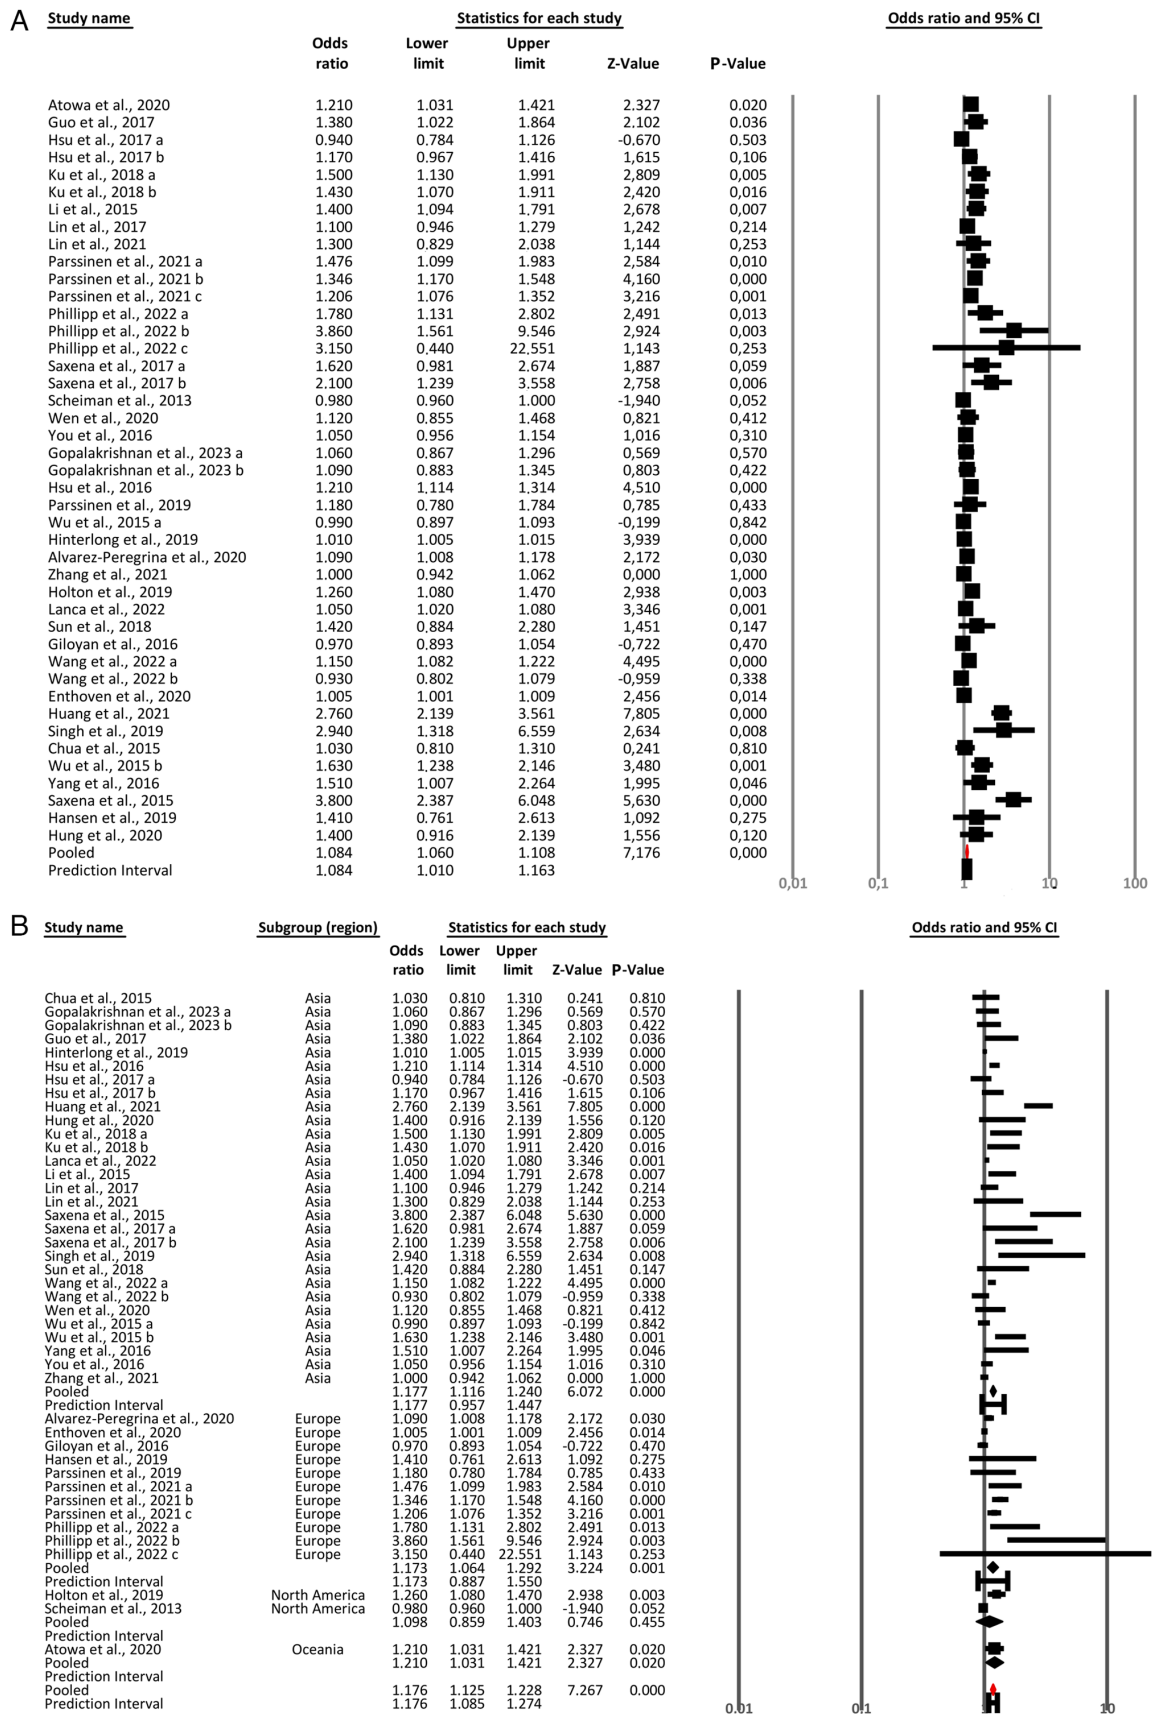 A Study name Statistics for each study Odds ratio and 95% CI
Odds Lower Upper
ratio limit limit Z-Value P-Value
Atowa et al., 2020 1.210 1.031 1.421 2.327 0.020
Guo et al., 2017 1.380 1.022 1.864 2.102 0.036
Hsu et al., 2017 a 0.940 0.784 1.126 -0.670 0.503
Hsu et al., 2017 b 1.170 0.967 1.416 1,615 0,106
Ku et al., 2018 a 1.500 1.130 1.991 2,809 0,005
Ku et al., 2018 b 1.430 1.070 1.911 2,420 0,016
Li et al., 2015 1.400 1.094 1.791 2,678 0,007
Lin et al., 2017 1.100 0.946 1.279 1,242 0,214
Lin et al., 2021 1.300 0.829 2.038 1,144 0,253
Parssinen et al., 2021 a 1.476 1.099 1.983 2,584 0,010
Parssinen et al., 2021 b 1.346 1.170 1.548 4,160 0,000
Parssinen et al., 2021 c 1.206 1.076 1.352 3,216 0,001
Phillipp et al., 2022 a 1.780 1.131 2.802 2,491 0,013
Phillipp et al., 2022 b 3.860 1.561 9.546 2,924 0,003
Phillipp et al., 2022 c 3.150 0.440 22,551 1,143 0,253
Saxena et al., 2017 a 1.620 0.981 2.674 1,887 0,059
Saxena et al., 2017 b 2.100 1.239 3.558 2,758 0,006
Scheiman et al., 2013 0.980 0.960 1.000 -1,940 0,052
Wen et al., 2020 1.120 0.855 1.468 0,821 0,412
You et al., 2016 1.050 0.956 1.154 1,016 0,310
Gopalakrishnan et al., 2023 a 1.060 0.867 1.296 0,569 0,570
Gopalakrishnan et al., 2023 b 1.090 0.883 1.345 0,803 0,422
Hsu et al., 2016 1.210 1,114 1.314 4,510 0,000
Parssinen et al., 2019 1.180 0.780 1.784 0,785 0,433
Wu et al., 2015 a 0.990 0.897 1.093 -0,199 0,842
Hinterlong et al., 2019 1.010 1.005 1.015 3,939 0,000
Alvarez-Peregrina et al., 2020 1.090 1.008 1.178 2,172 0,030
Zhang et al., 2021 1.000 0.942 1.062 0,000 1,000
Holton et al., 2019 1.260 1.080 1.470 2,938 0,003
Lanca et al., 2022 1.050 1.020 1.080 3,346 0,001
Sun et al., 2018 1.420 0.884 2,280 1,451 0,147
Giloyan et al., 2016 0.970 0.893 1.054 -0,722 0,470
Wang et al., 2022 a 1.150 1.082 1.222 4,495 0,000
Wang et al., 2022 b 0.930 0.802 1.079 -0,959 0,338
Enthoven et al., 2020 1.005 1.001 1.009 2,456 0,014
Huang et al., 2021 2.760 2.139 3.561 7,805 0,000
Singh et al., 2019 2.940 1.318 6.559 2,634 0,008
Chua et al., 2015 1.030 0.810 1.310 0,241 0,810
Wu et al., 2015 b 1.630 1,238 2,146 3,480 0,001
Yang et al., 2016 1.510 1.007 2.264 1,995 0,046
Saxena et al., 2015 3.800 2.387 6.048 5,630 0,000
Hansen et al., 2019 1.410 0.761 2.613 1,092 0,275
Hung et al., 2020 1.400 0.916 2.139 1,556 0,120
Pooled 1.084 1.060 1.108 7,176 0,000
Prediction Interval 1.084 1.010 1.163
0,01 0,1 1 10 100
B Study name Subgroup (region) Statistics for each study Odds ratio and 95% CI
Odds Lower Upper
ratio limit limit Z-Value P-Value
Chua et al., 2015 Asia 1.030 0.810 1.310 0.241 0.810
Gopalakrishnan et al., 2023 a Asia 1.060 0.867 1.296 0.569 0.570
Gopalakrishnan et al., 2023 b Asia 1.090 0.883 1.345 0.803 0.422
Guo et al., 2017 Asia 1.380 1.022 1.864 2.102 0.036
Hinterlong et al., 2019 Asia 1.010 1.005 1.015 3.939 0.000
Hsu et al., 2016 Asia 1.210 1.114 1.314 4.510 0.000
Hsu et al., 2017 a Asia 0.940 0.784 1.126 -0.670 0.503
Hsu et al., 2017 b Asia 1.170 0.967 1.416 1.615 0.106
Huang et al., 2021 Asia 2.760 2.139 3.561 7.805 0.000
Hung et al., 2020 Asia 1.400 0.916 2.139 1.556 0.120
Ku et al., 2018 a Asia 1.500 1.130 1.991 2.809 0.005
Ku et al., 2018 b Asia 1.430 1.070 1.911 2.420 0.016
Lanca et al., 2022 Asia 1.050 1.020 1.080 3.346 0.001
Li et al., 2015 Asia 1.400 1.094 1.791 2.678 0.007
Lin et al., 2017 Asia 1.100 0.946 1.279 1.242 0.214
Lin et al., 2021 Asia 1.300 0.829 2.038 1.144 0.253
Saxena et al., 2015 Asia 3.800 2.387 6.048 5.630 0.000
Saxena et al., 2017 a Asia 1.620 0.981 2.674 1.887 0.059
Saxena et al., 2017 b Asia 2.100 1.239 3.558 2.758 0.006
Singh et al., 2019 Asia 2.940 1.318 6.559 2.634 0.008
Sun et al., 2018 Asia 1.420 0.884 2.280 1.451 0.147
Wang et al., 2022 a Asia 1.150 1.082 1.222 4.495 0.000
Wang et al., 2022 b Asia 0.930 0.802 1.079 -0.959 0.338
Wen et al., 2020 Asia 1.120 0.855 1.468 0.821 0.412
Wu et al., 2015 a Asia 0.990 0.897 1.093 -0.199 0.842
Wu et al., 2015 b Asia 1.630 1.238 2.146 3.480 0.001
Yang et al., 2016 Asia 1.510 1.007 2.264 1.995 0.046
You et al., 2016 Asia 1.050 0.956 1.154 1.016 0.310
Zhang et al., 2021 Asia 1.000 0.942 1.062 0.000 1.000
Pooled 1.177 1.116 1.240 6.072 0.000
Prediction Interval 1.177 0.957 1.447
Alvarez-Peregrina et al., 2020 Europe 1.090 1.008 1.178 2.172 0.030
Enthoven et al., 2020 Europe 1.005 1.001 1.009 2.456 0.014
Giloyan et al., 2016 Europe 0.970 0.893 1.054 -0.722 0.470
Hansen et al., 2019 Europe 1.410 0.761 2.613 1.092 0.275
Parssinen et al., 2019 Europe 1.180 0.780 1.784 0.785 0.433
Parssinen et al., 2021 a Europe 1.476 1.099 1.983 2.584 0.010
Parssinen et al., 2021 b Europe 1.346 1.170 1.548 4.160 0.000
Parssinen et al., 2021 c Europe 1.206 1.076 1.352 3.216 0.001
Phillipp et al., 2022 a Europe 1.780 1.131 2.802 2.491 0.013
Phillipp et al., 2022 b Europe 3.860 1.561 9.546 2.924 0.003
Phillipp et al., 2022 c Europe 3.150 0.440 22.551 1.143 0.253
Pooled 1.173 1.064 1.292 3.224 0.001
Prediction Interval 1.173 0.887 1.550
Holton et al., 2019 North America 1.260 1.080 1.470 2.938 0.003
Scheiman et al., 2013 North America 0.980 0.960 1.000 -1.940 0.052
Pooled 1.098 0.859 1.403 0.746 0.455
Prediction Interval
Atowa et al., 2020 Oceania 1.210 1.031 1.421 2.327 0.020
Pooled 1.210 1.031 1.421 2.327 0.020
Prediction Interval
Pooled 1.176 1.125 1.228 7.267 0.000
Prediction Interval 1.176 1.085 1.274
0.01 0.1 10